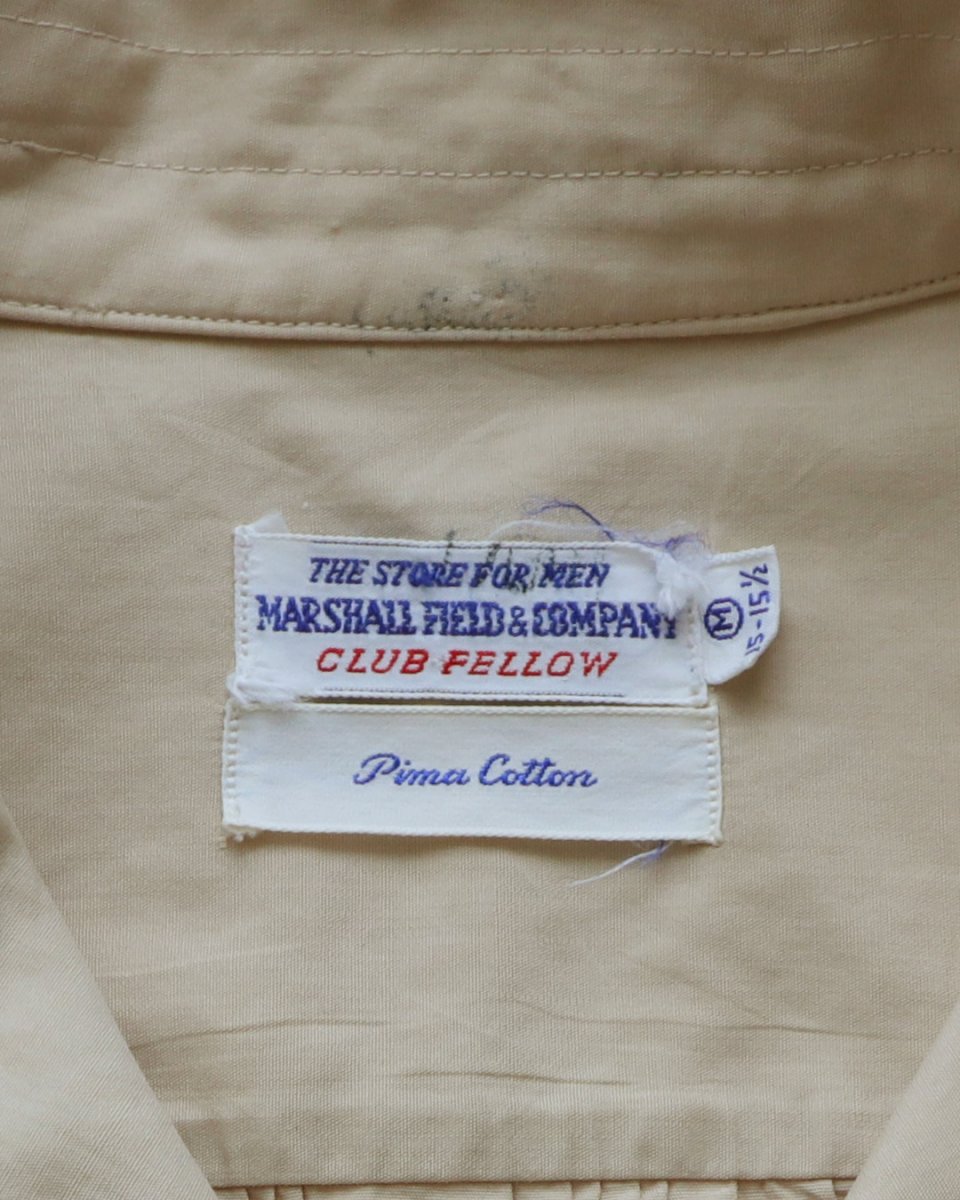 THE STORE FOR MEN
MARSHALL FIELD & COMPANY
CLUB FELLOW
M
15-15½
Pima Cotton